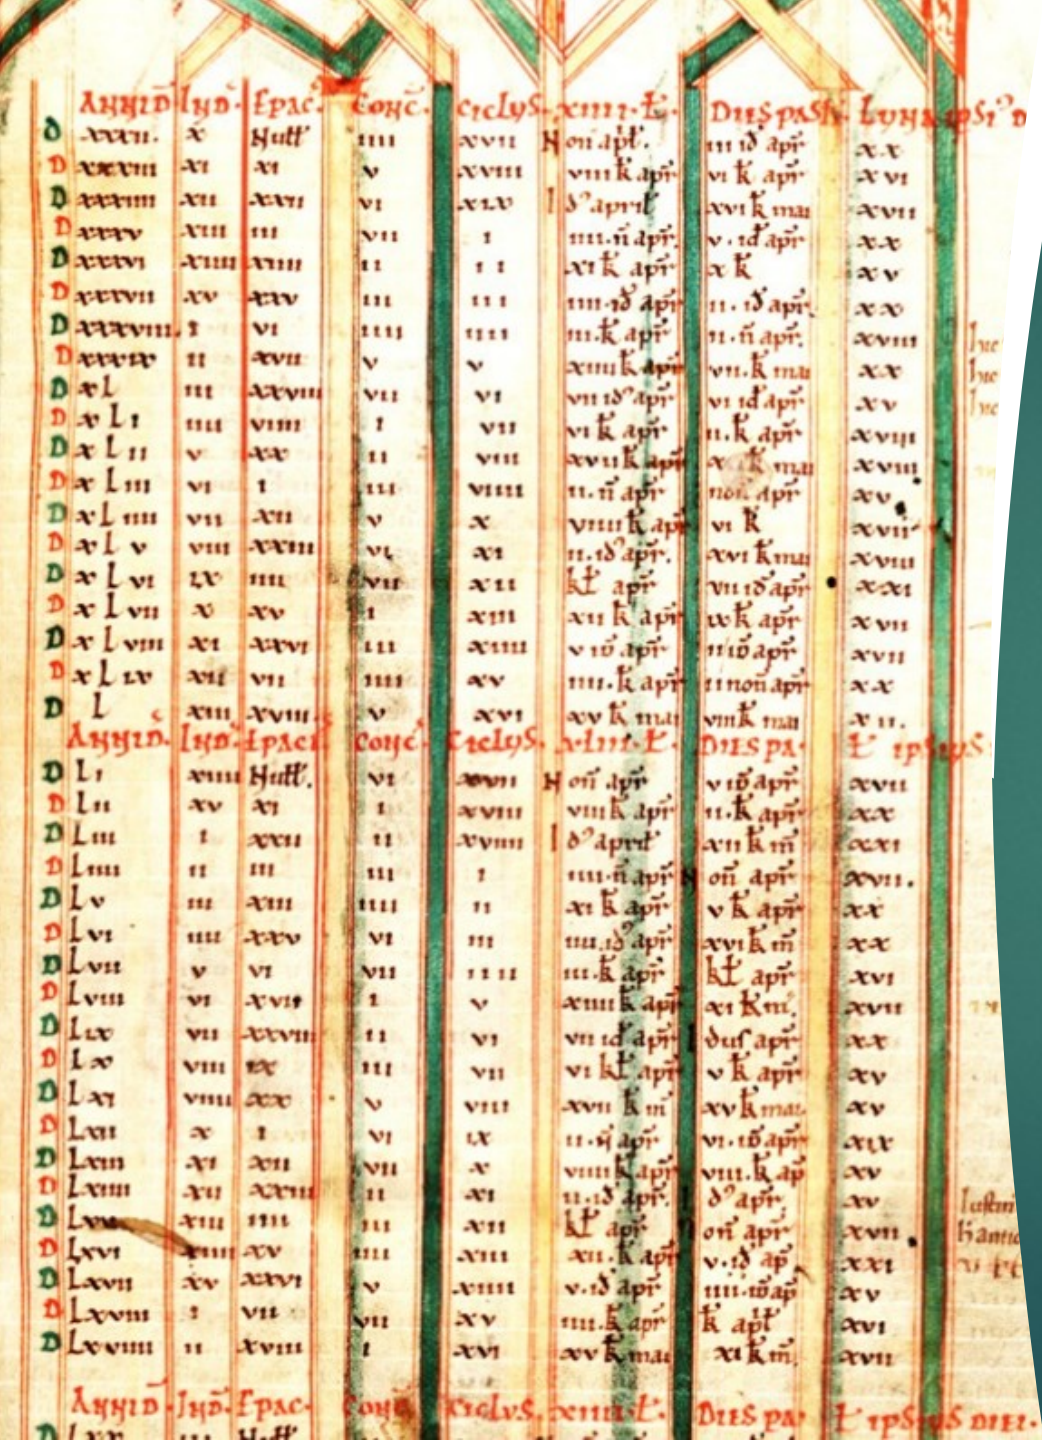 ANNI D INĐ. EPAC. CONC. CICLUS. XIIII. Ł. DIES PASH LUNA IPSI D
D xxxii. x Null iiii xvii Non apł. iii id apr xx
D xxxiii xi xi v xviii viii k apr vi k apr xvi
D xxxiiii xii xxii vi xix Id april xvi k mai xvii
D xxxv xiii iii vii i iiii. n apr. v. id apr xx
D xxxvi xiiii xiiii ii ii xi k apr x k xv
D xxxvii xv xxv iii iii iiii. id apr ii. id apr. xx
D xxxviii. i vi iiii iiii iii. k apr ii. n apr. xviii hic
D xxxix ii xvii v v xiiii k apr vii. k mai xx hic
D xl iii xxviii vii vi vii id apr vi id apr xv hic
D xli iiii viiii i vii vi k apr ii. k apr xviii
D xlii v xx ii viii xvii k apr k mai xviii
D xliii vi i iii viiii ii. n apr non apr xv
D xliiii vii xii v x viiii k apr vi k xvii
D xlv viii xxiii vi xi ii. id apr. xvi k mai xviii
D xlvi ix iiii vii xii kł apr vii id apr xxi
D xlvii x xv i xiii xii k apr ix k apr xvii
D xlviii xi xxvi iii xiiii v id apr ii id apr xvii
D xlix xii vii iiii xv iiii. k apr ii non apr xx
D l xiii xviii v xvi xv k mai viii k mai xii.
ANNI D. IND. EPACT CONC. CICLUS. XIIII. Ł. DIES PA. Ł IPSIUS
D li xiiii Null. vi xvii Non apr v id apr xvii
D lii xv xi i xviii viii k apr ii. k apr xx
D liii i xxii ii xviiii Id april xii k m xxi
D liiii ii iii iii i iiii. n apr Non apr xvii.
D lv iii xiiii iiii ii xi k apr v k apr xx
D lvi iiii xxv vi iii iiii. id apr xvi k m xx
D lvii v vi vii iiii iii. k apr kł apr xvi
D lviii vi xvii i v xiiii k apr xi k m. xvii
D lix vii xxviii ii vi vii id apr Idus apr xx
D lx viii ix iii vii vi kł apr v k apr xv
D lxi viiii xx v viii xvii k m xv k mai. xv
D lxii x i vi ix ii. n apr vi. id apr xix
D lxiii xi xii vii x viiii k apr viii. k ap xv
D lxiiii xii xxiii ii xi ii. id apr. Id apr. xv
D lxv xiii iiii iii xii kł apr Non apr xvii
D lxvi xiiii xv iiii xiii xii. k apr v. id ap xxi
D lxvii xv xxvi v xiiii v. id apr iiii. id ap xv
D lxviii i vii vii xv iiii. k apr k apł xvi
D lxviiii ii xviii i xvi xv k mai xi k m. xvii
ANNI D. IND. EPAC. CONC CICLUS. XIIII. Ł. DIES PA Ł IPSIUS DIEI.
D lxx Null